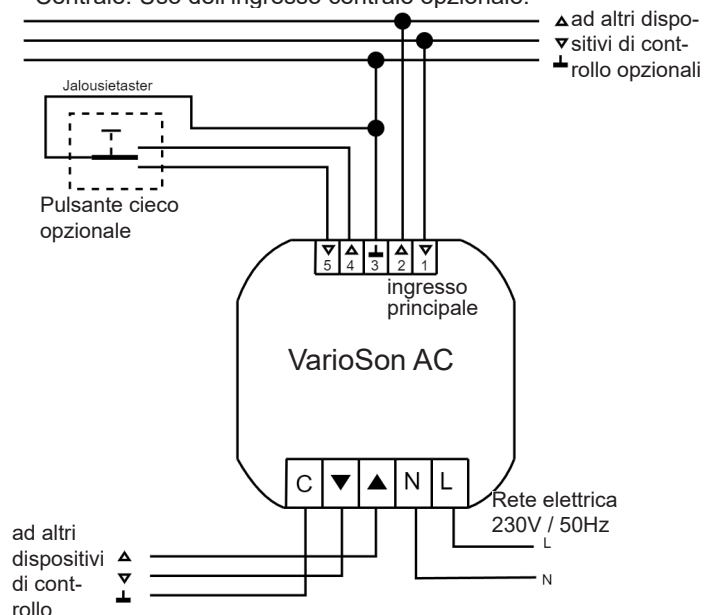 Centrale: Uso dell'ingresso centrale opzionale.
ad altri dispo-
sitivi di cont-
rollo opzionali
Jalousietaster
Pulsante cieco
opzionale
5 4 3 2 1
ingresso
principale
VarioSon AC
C N L
Rete elettrica
230V / 50Hz
L
N
ad altri
dispositivi
di cont-
rollo